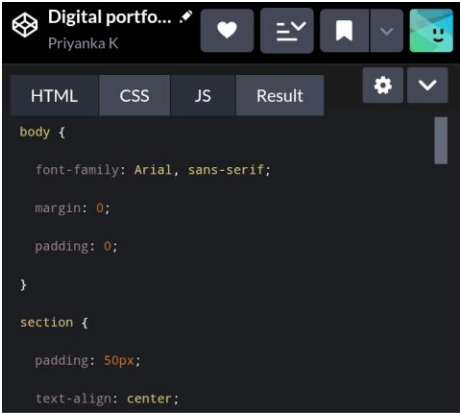 Digital portfo...
Priyanka K
HTML CSS JS Result
body {
font-family: Arial, sans-serif;
margin: 0;
padding: 0;
}
section {
padding: 50px;
text-align: center;